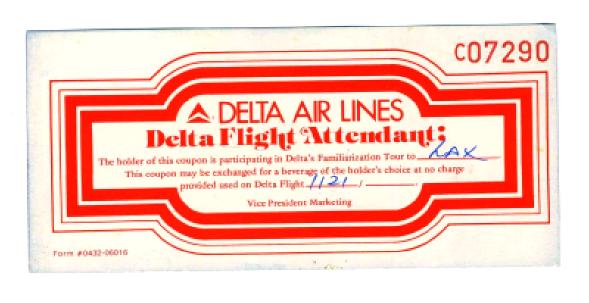 C07290
DELTA AIR LINES
Delta Flight Attendant:
The holder of this coupon is participating in Delta's Familiarization Tour to LAX
This coupon may be exchanged for a beverage of the holder's choice at no charge
provided used on Delta Flight 1121 / ______.
Vice President Marketing
Form #0432-06016